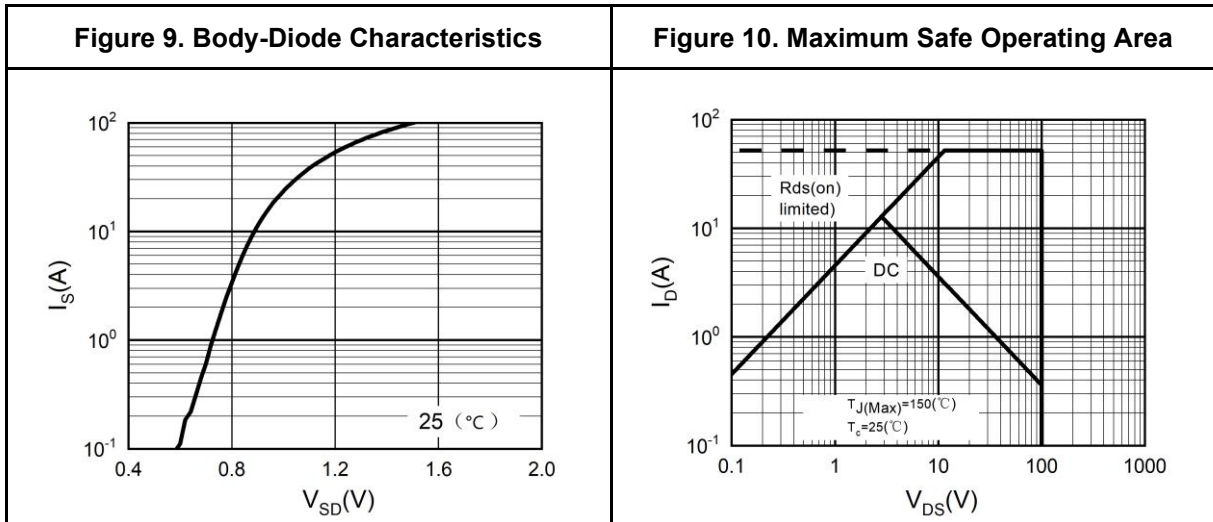 Figure 9. Body-Diode Characteristics
Figure 10. Maximum Safe Operating Area
10²
10¹
10⁰
10⁻¹
I_S(A)
25（°C）
0.4 0.8 1.2 1.6 2.0
V_SD(V)
10²
10¹
10⁰
10⁻¹
I_D(A)
Rds(on)
limited)
DC
T_J(Max)=150(℃)
T_c=25(℃)
0.1 1 10 100 1000
V_DS(V)